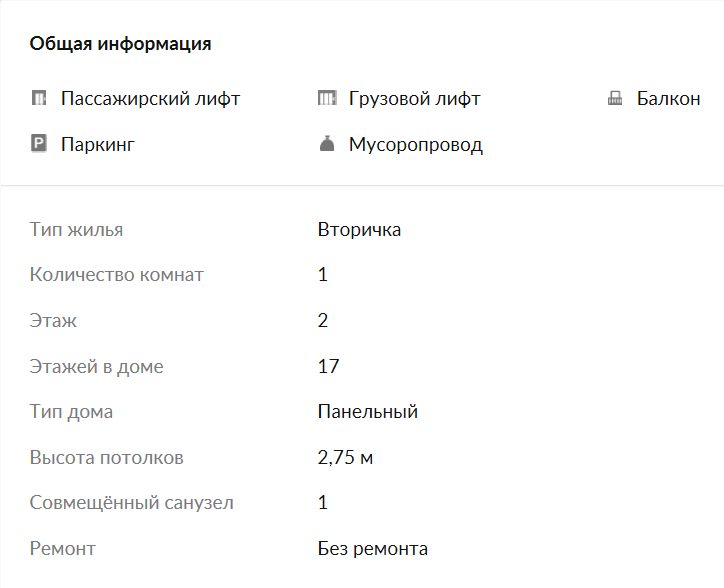 Общая информация
Пассажирский лифт Грузовой лифт Балкон
P Паркинг Мусоропровод
Тип жилья Вторичка
Количество комнат 1
Этаж 2
Этажей в доме 17
Тип дома Панельный
Высота потолков 2,75 м
Совмещённый санузел 1
Ремонт Без ремонта